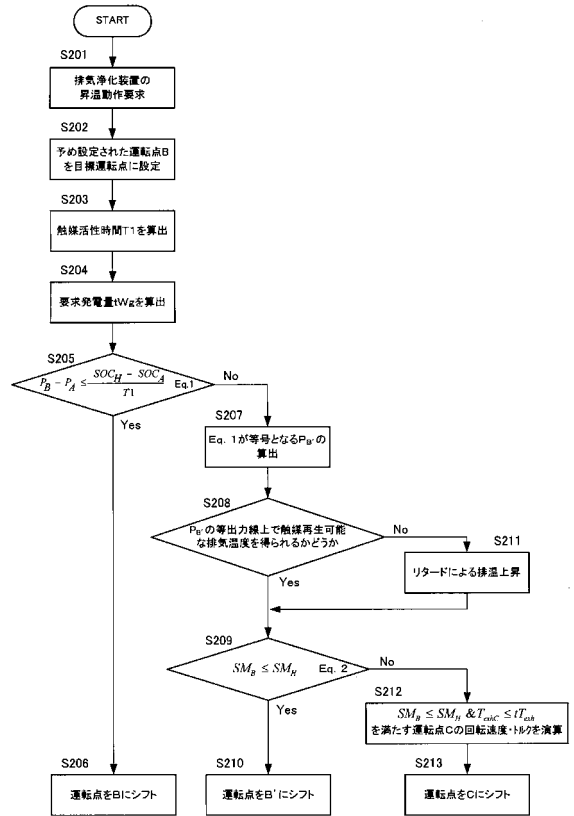 START
S201
排気浄化装置の
昇温動作要求
S202
予め設定された運転点B
を目標運転点に設定
S203
触媒活性時間T1を算出
S204
要求発電量tWgを算出
S205
P_B - P_A ≤ (SOC_H - SOC_A) / T1 Eq.1
No
Yes
S207
Eq. 1が等号となるP_B'の
算出
S208
P_B'の等出力線上で触媒再生可能
な排気温度を得られるかどうか
No
Yes
S211
リタードによる排温上昇
S209
SM_B ≤ SM_H Eq. 2
No
Yes
S212
SM_B ≤ SM_H & T_exhC ≤ tT_exh
を満たす運転点Cの回転速度・トルクを演算
S206
運転点をBにシフト
S210
運転点をB'にシフト
S213
運転点をCにシフト